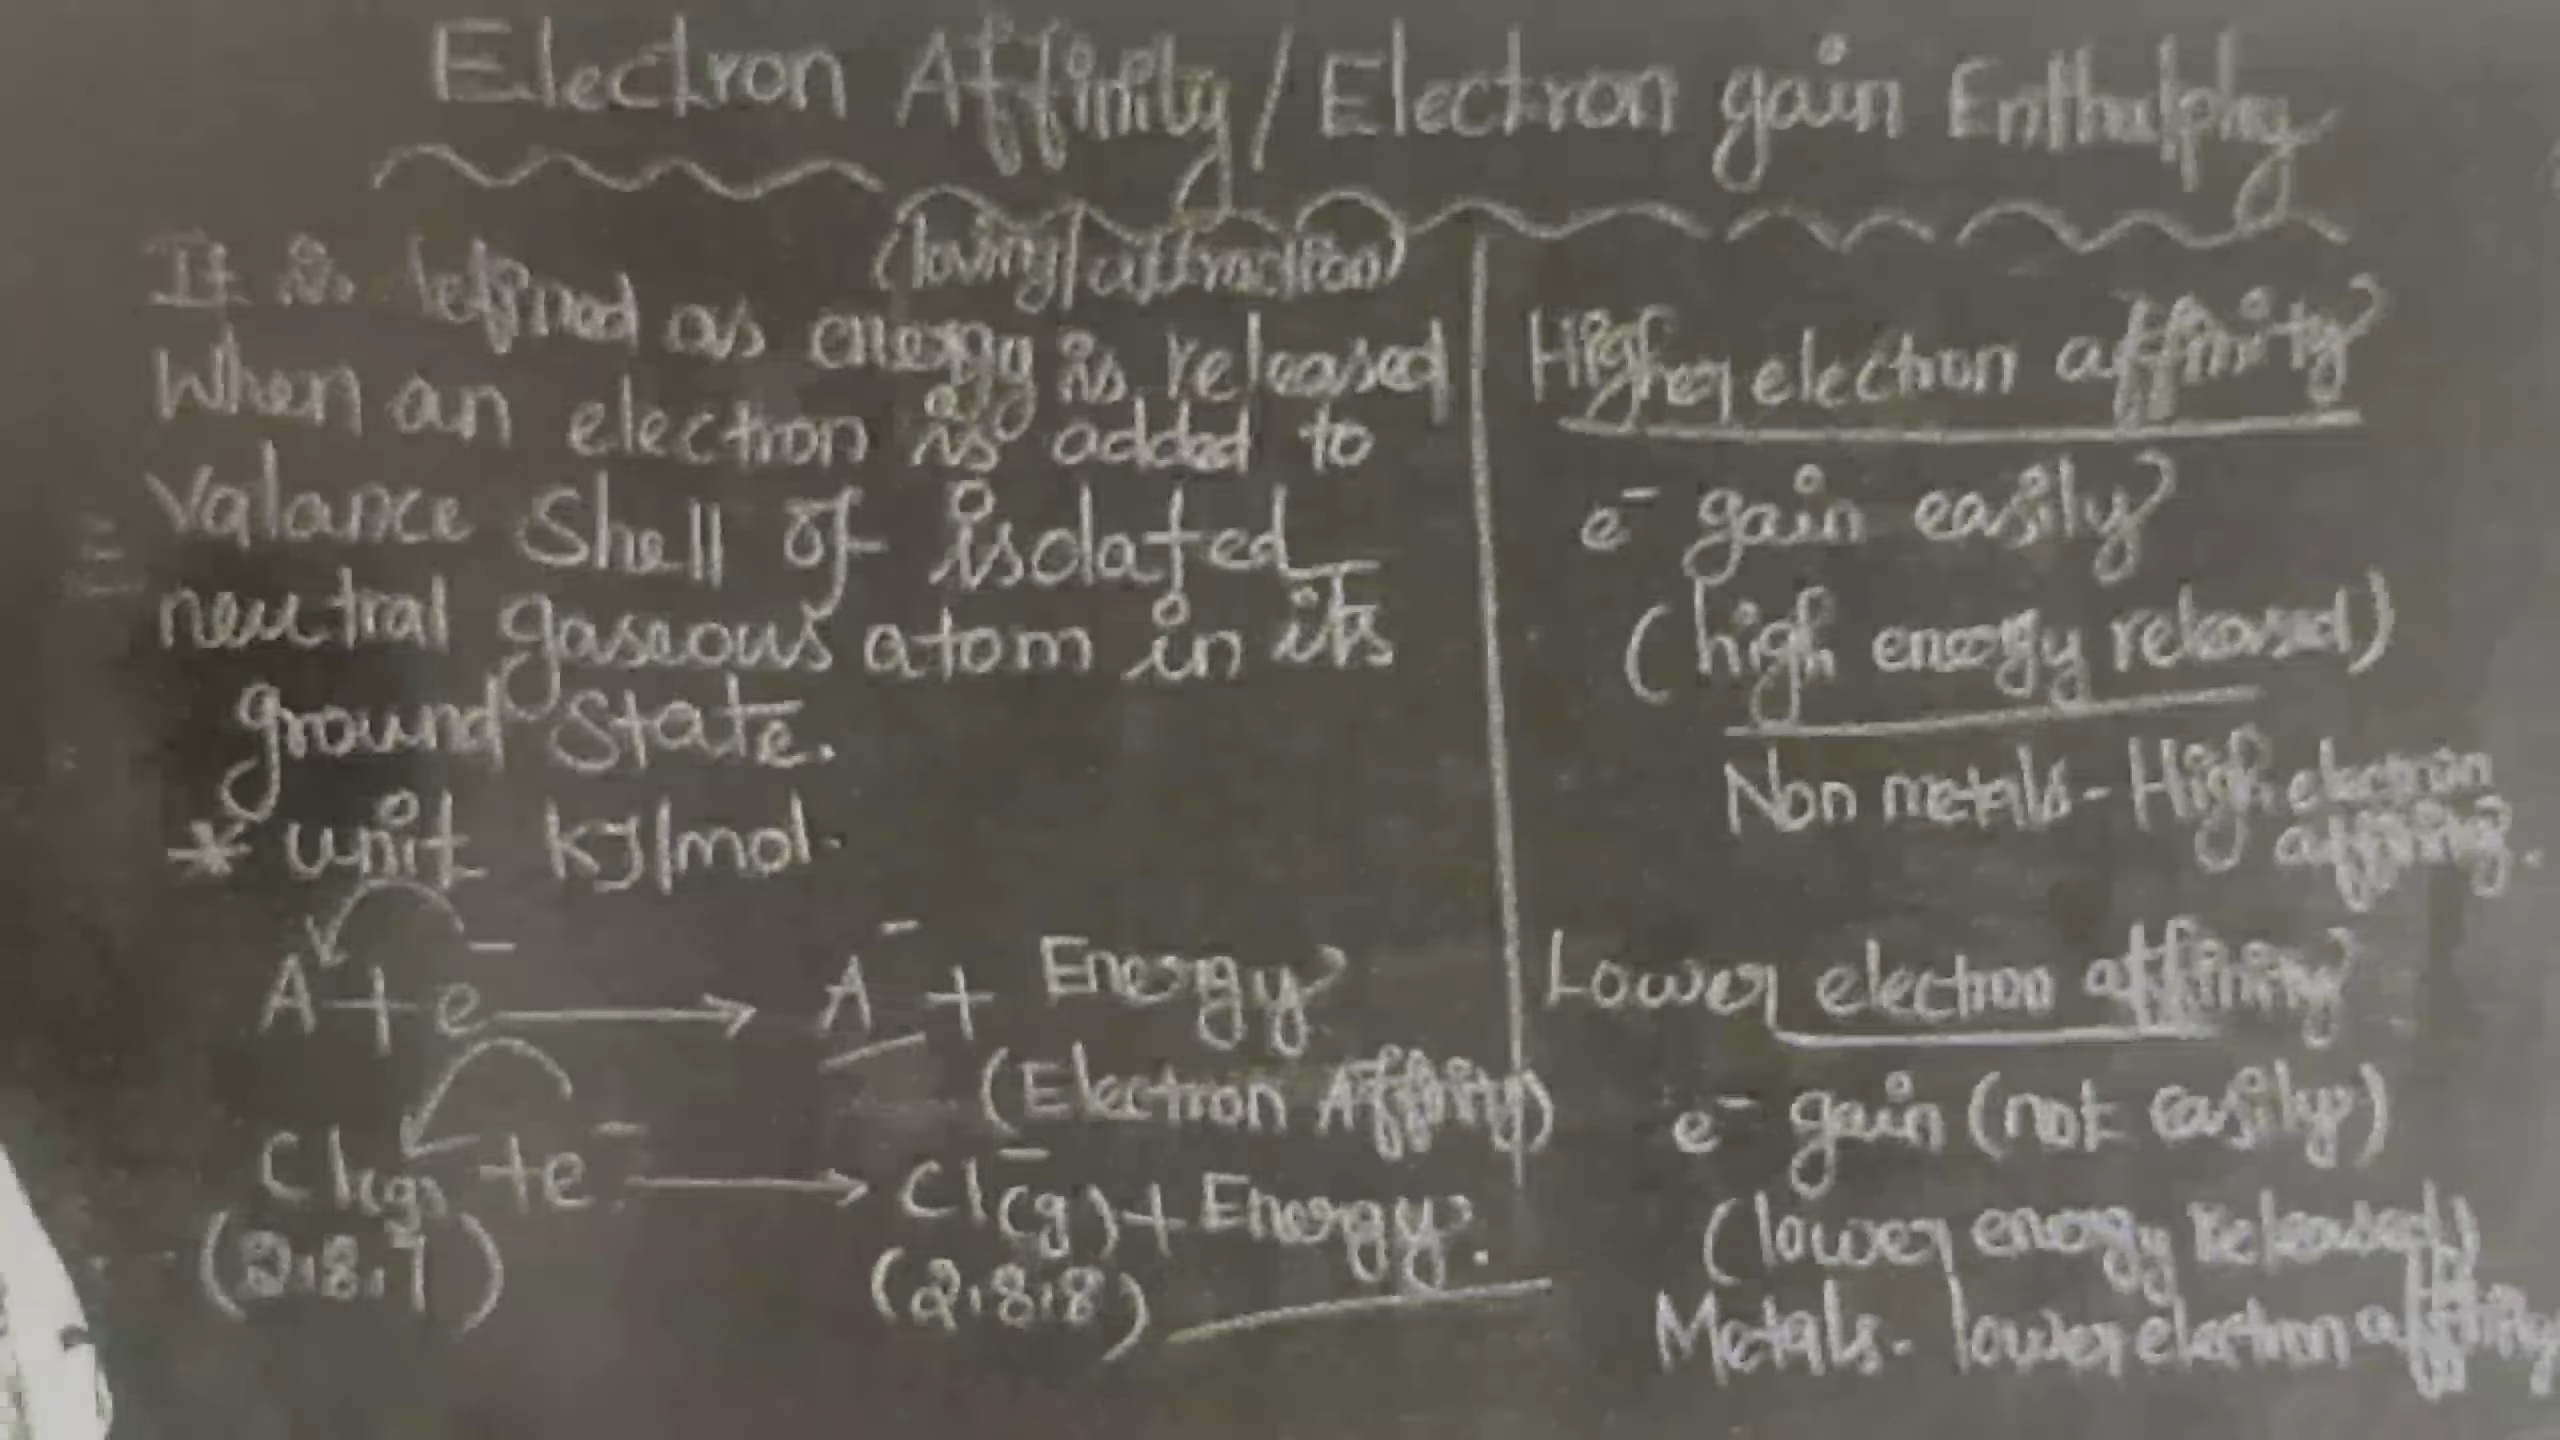 Electron Affinity/Electron gain Enthalphy
(loving/attraction)
It is defined as energy is released
When an electron is added to
Valance Shell of isolated
neutral gaseous atom in its
ground State.
* unit KJ/mol.
A + e⁻ → A⁻ + Energy
(Electron Affinity)
Cl(g) + e⁻ → Cl⁻(g) + Energy.
(2,8,7) (2,8,8)
Higher electron affinity
e⁻ gain easily
(high energy released)
Non metals - High electron
affinity.
Lower electron affinity
e⁻ gain (not easily)
(lower energy released)
Metals - lower electron affinity